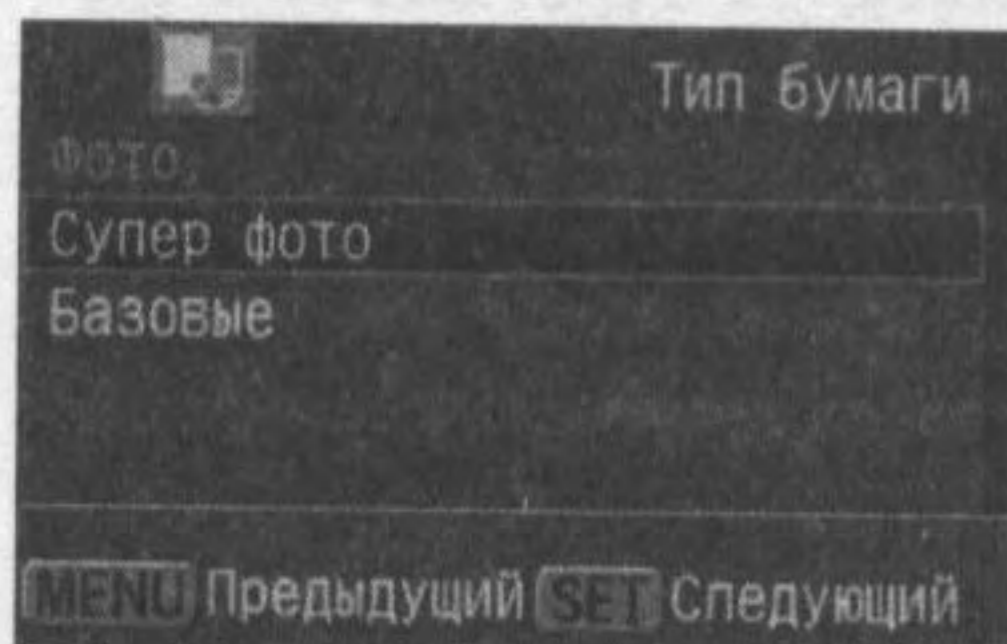 Тип бумаги
Фото
Супер фото
Базовые
MENU Предыдущий SET Следующий